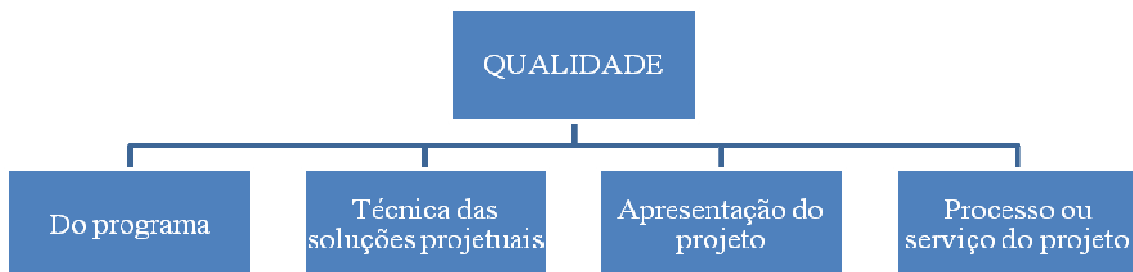 QUALIDADE
Do programa
Técnica das
soluções projetuais
Apresentação do
projeto
Processo ou
serviço do projeto